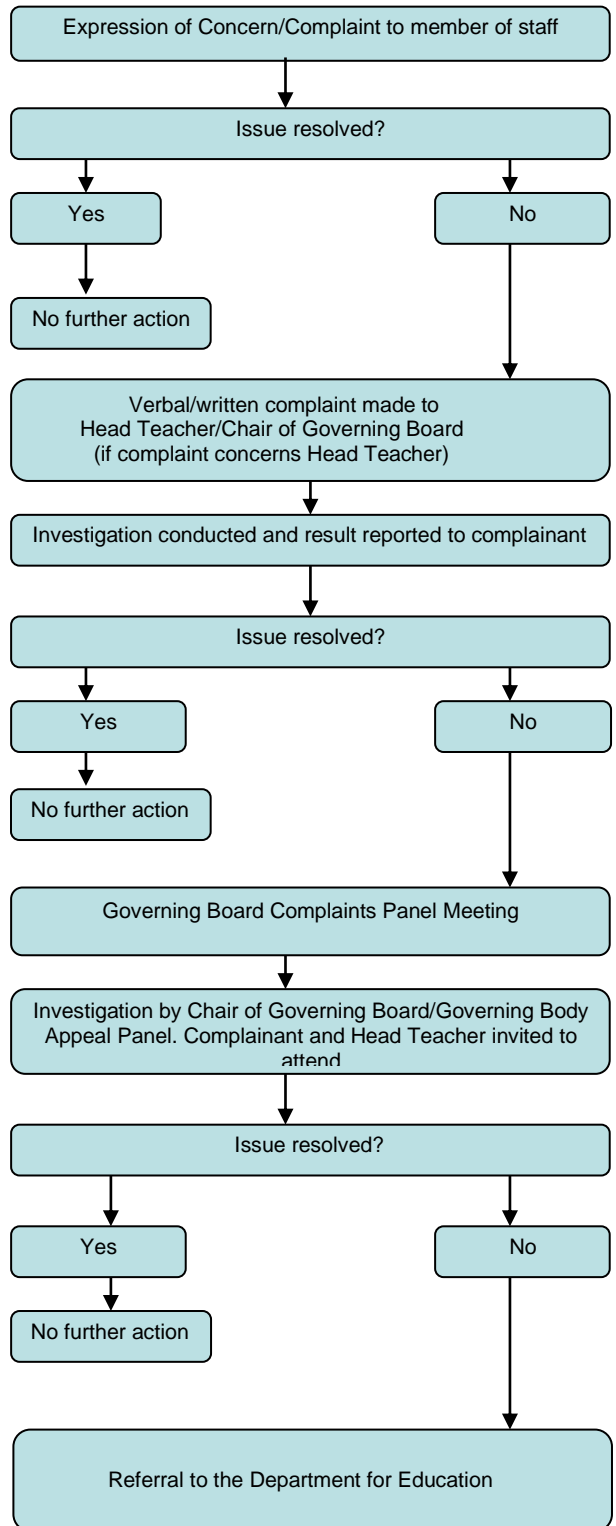 Expression of Concern/Complaint to member of staff
Issue resolved?
Yes
No
No further action
Verbal/written complaint made to
Head Teacher/Chair of Governing Board
(if complaint concerns Head Teacher)
Investigation conducted and result reported to complainant
Issue resolved?
Yes
No
No further action
Governing Board Complaints Panel Meeting
Investigation by Chair of Governing Board/Governing Body
Appeal Panel. Complainant and Head Teacher invited to
attend
Issue resolved?
Yes
No
No further action
Referral to the Department for Education